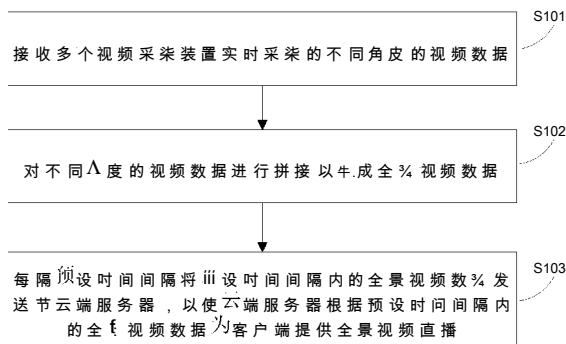 S101
接收多个视频采柒装置实时采柒的不同角皮的视频数据
S102
对不同Λ度的视频数据进行拼接以牛.成全¾视频数据
S103
每隔预设吋间间隔将iii设吋间间隔内的全景视频数¾发
送节云端服务器，以使云端服务器根据预设时问间隔内
的全f视频数据为客户端提供全景视频直播